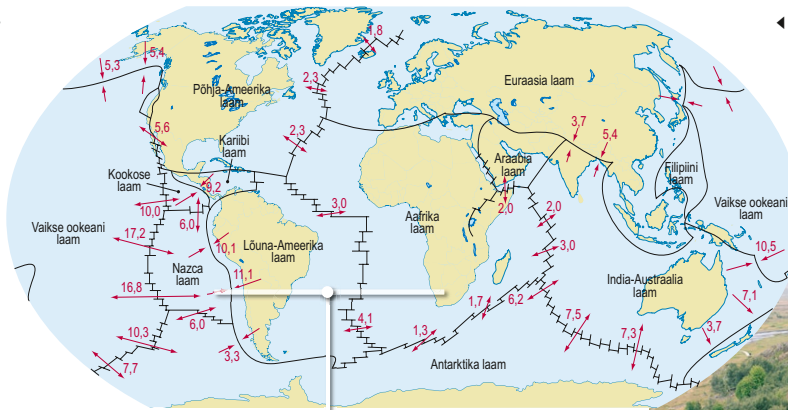 1,8
5,4
5,3
Euraasia laam
2,3
Põhja-Ameerika
laam
5,6
2,3
3,7
5,4
Kariibi
laam
Araabia
laam
Filipiini
laam
Kookose
laam
9,2
10,0
6,0
3,0
2,0
2,0
Vaikse ookeani
laam
Aafrika
laam
Vaikse ookeani
laam
17,2
10,1
Lõuna-Ameerika
laam
3,0
10,5
Nazca
laam
11,1
India-Austraalia
laam
16,8
1,7
6,2
7,1
6,0
4,1
1,3
7,5
7,3
3,7
10,3
3,3
7,7
Antarktika laam